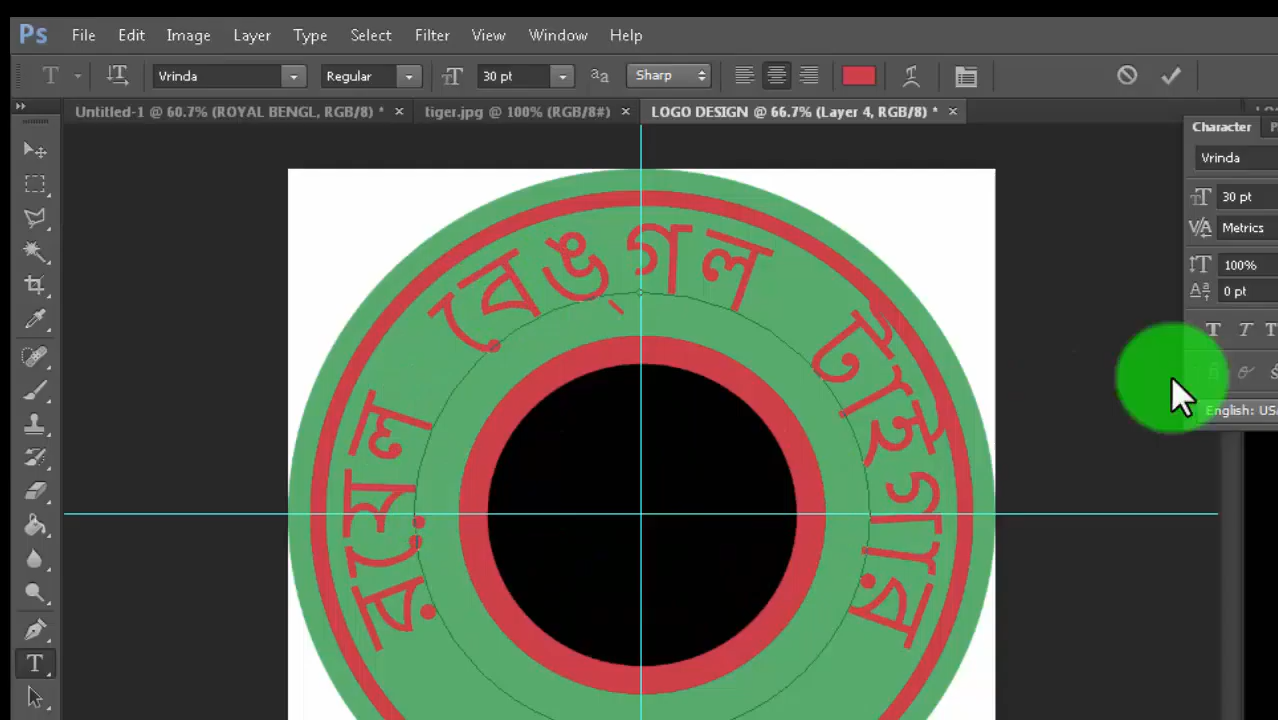 Ps File Edit Image Layer Type Select Filter View Window Help
T Vrinda Regular 30 pt aa Sharp
Untitled-1 @ 60.7% (ROYAL BENGL, RGB/8) * × tiger.jpg @ 100% (RGB/8#) × LOGO DESIGN @ 66.7% (Layer 4, RGB/8) * ×
Character
Vrinda
30 pt
Metrics
100%
0 pt
T T
English: USA
রয়েল বেঙ্গল টাইগার